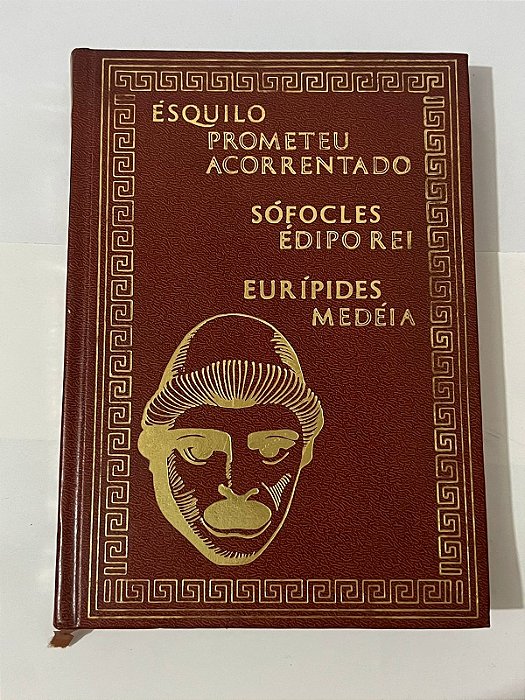 ÉSQUILO
PROMETEU
ACORRENTADO
SÓFOCLES
ÉDIPO REI
EURÍPIDES
MEDÉIA